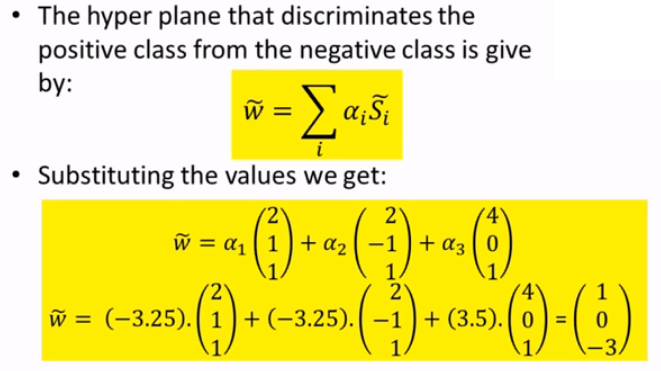 • The hyper plane that discriminates the
positive class from the negative class is give
by:
w̃ = ∑ᵢ αᵢS̃ᵢ
• Substituting the values we get:
w̃ = α₁ (2 1 1) + α₂ (2 −1 1) + α₃ (4 0 1)
w̃ = (−3.25). (2 1 1) + (−3.25). (2 −1 1) + (3.5). (4 0 1) = (1 0 −3)